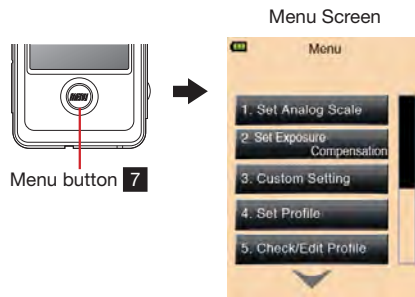 Menu Screen
Menu
MENU
1. Set Analog Scale
2. Set Exposure
Compensation
3. Custom Setting
4. Set Profile
5. Check/Edit Profile
Menu button 7